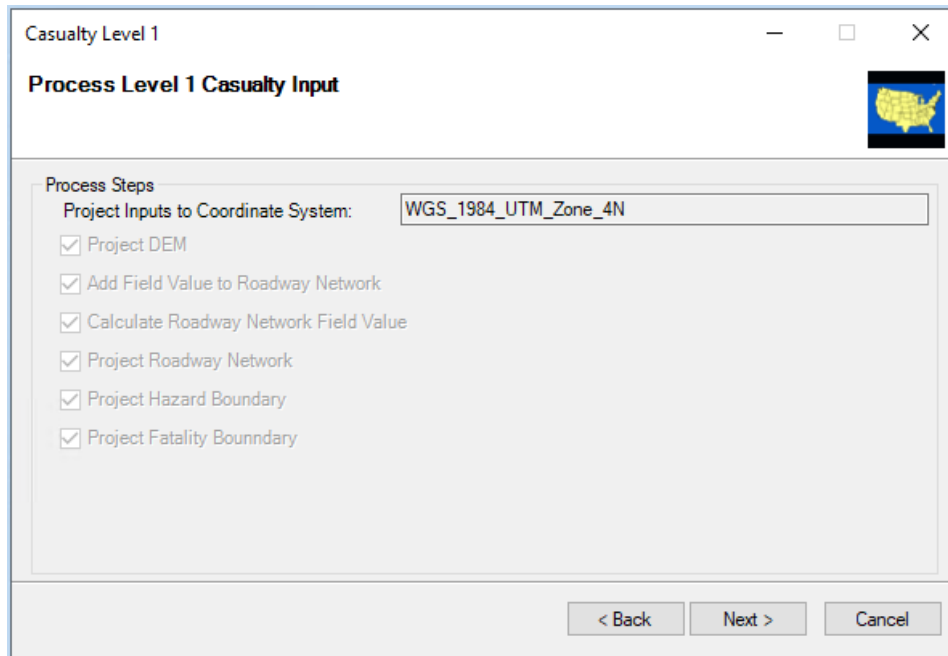 Casualty Level 1
Process Level 1 Casualty Input
Process Steps
Project Inputs to Coordinate System: WGS_1984_UTM_Zone_4N
Project DEM
Add Field Value to Roadway Network
Calculate Roadway Network Field Value
Project Roadway Network
Project Hazard Boundary
Project Fatality Bounndary
< Back Next > Cancel